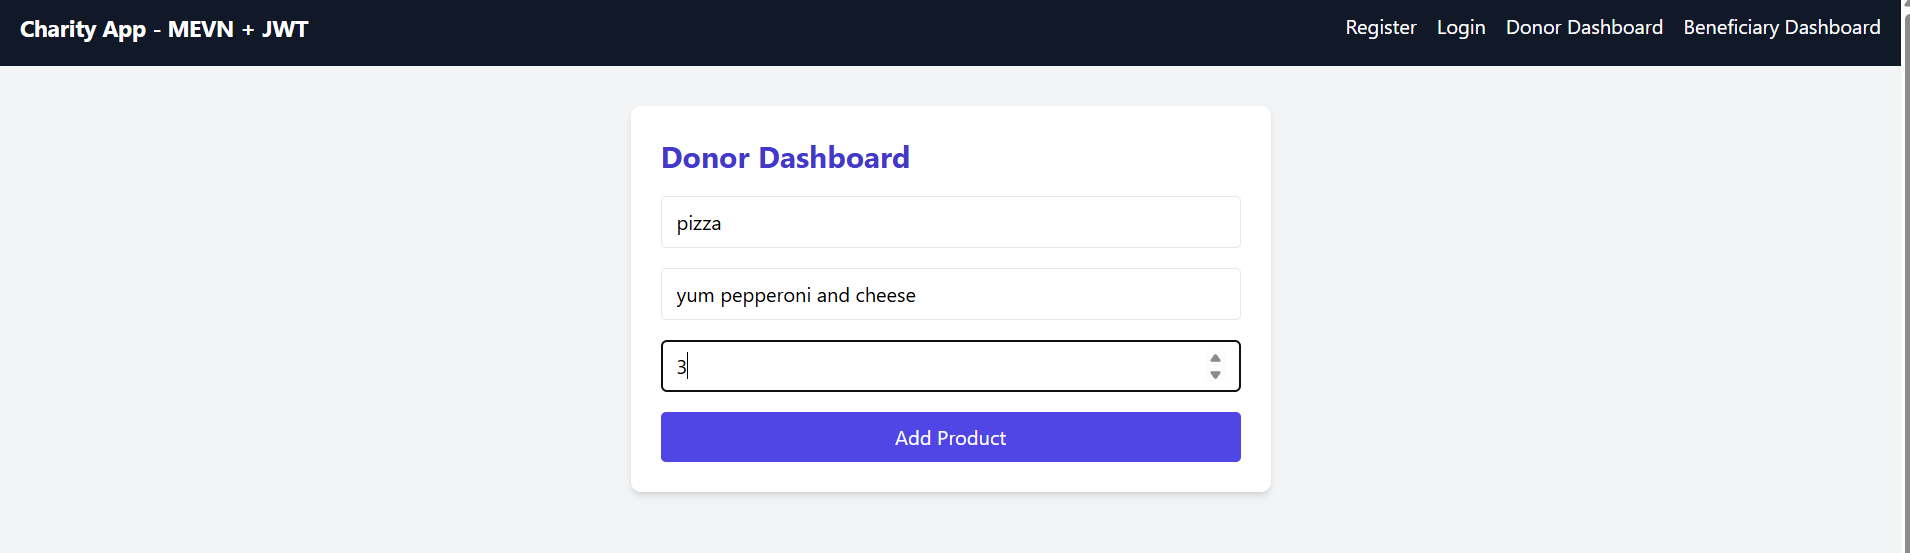 Charity App - MEVN + JWT
Register Login Donor Dashboard Beneficiary Dashboard
Donor Dashboard
pizza
yum pepperoni and cheese
3
Add Product